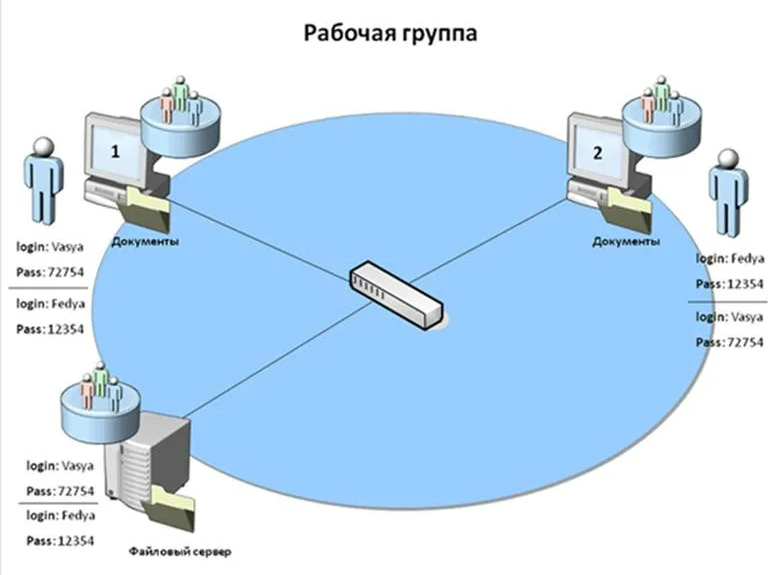 Рабочая группа
1
2
login: Vasya
Pass: 72754
login: Fedya
Pass: 12354
Документы
Документы
login: Fedya
Pass: 12354
login: Vasya
Pass: 72754
login: Vasya
Pass: 72754
login: Fedya
Pass: 12354
Файловый сервер